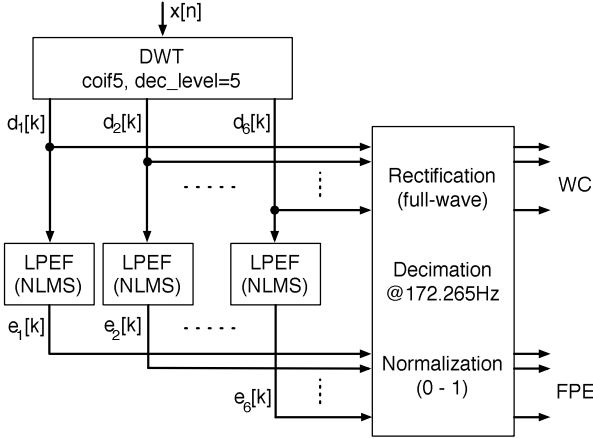 x[n]
DWT
coif5, dec_level=5
d1[k]
d2[k]
d6[k]
Rectification
(full-wave)
WC
LPEF
(NLMS)
LPEF
(NLMS)
LPEF
(NLMS)
Decimation
@172.265Hz
e1[k]
e2[k]
e6[k]
Normalization
(0 - 1)
FPE